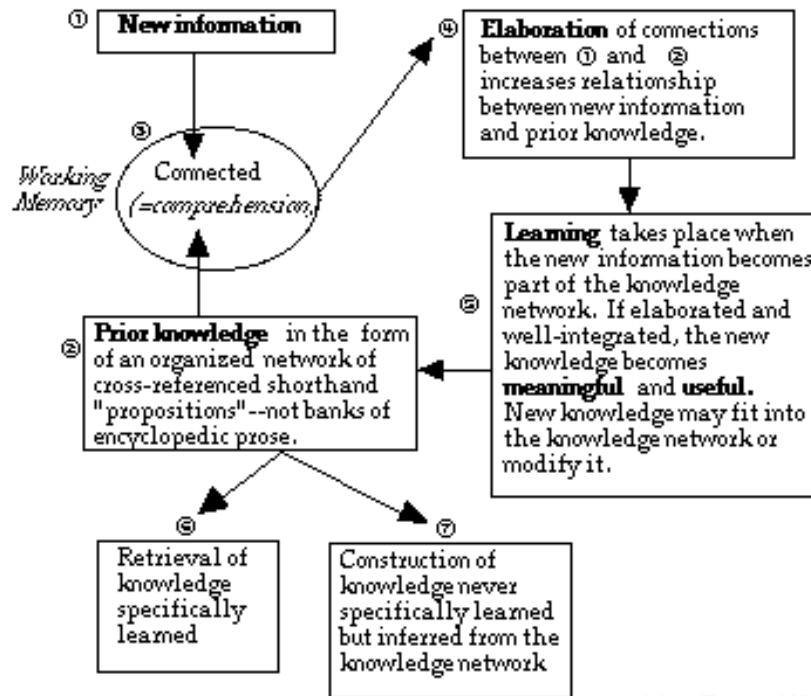 ① New information
③
Working
Memory
Connected
(=comprehension,
④ Elaboration of connections
between ① and ②
increases relationship
between new information
and prior knowledge.
⑤
Learning takes place when
the new information becomes
part of the knowledge
network. If elaborated and
well-integrated, the new
knowledge becomes
meaningful and useful.
New knowledge may fit into
the knowledge network or
modify it.
② Prior knowledge in the form
of an organized network of
cross-referenced shorthand
"propositions"--not banks of
encyclopedic prose.
⑥
Retrieval of
knowledge
specifically
learned
⑦
Construction of
knowledge never
specifically learned
but inferred from the
knowledge network